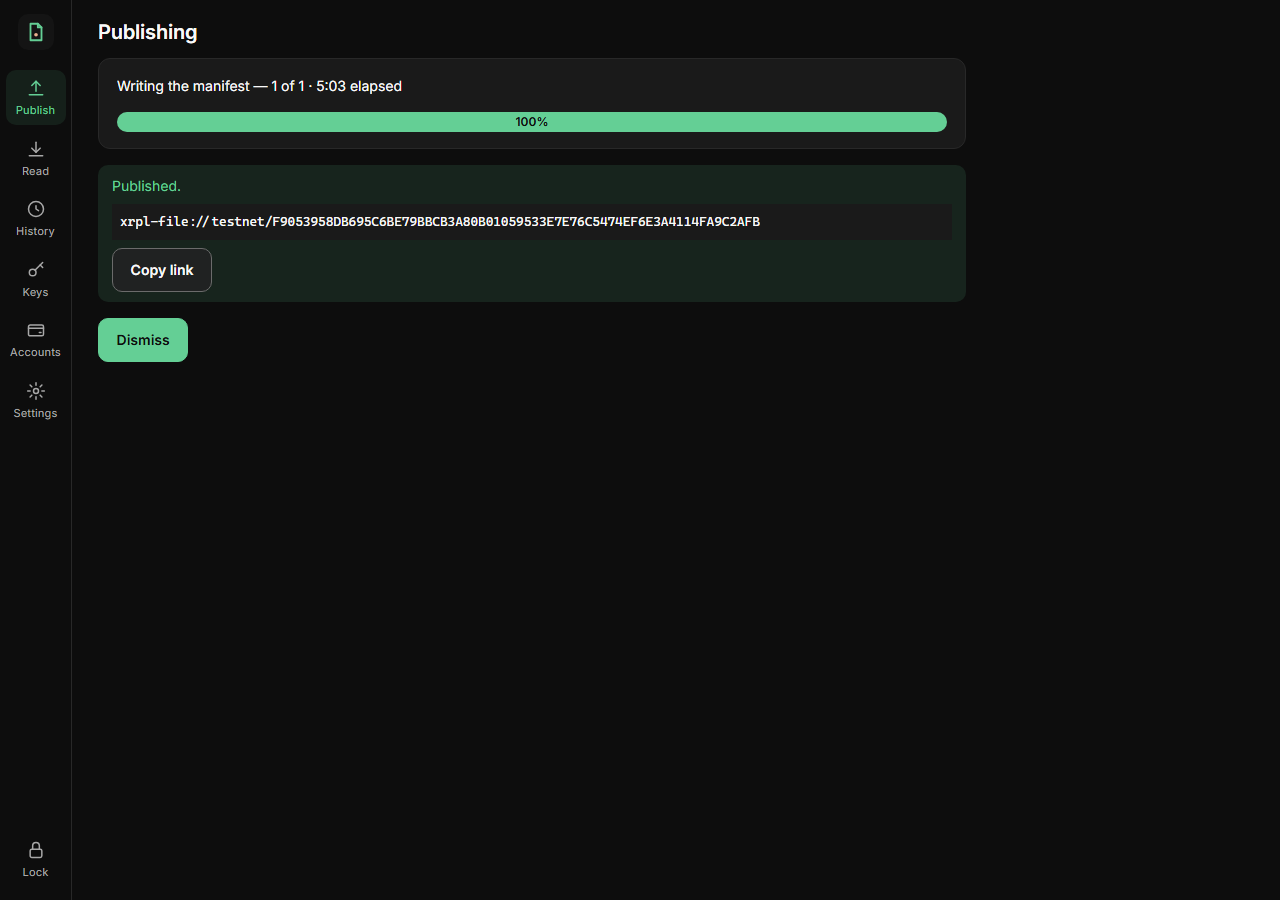 Publishing
Writing the manifest — 1 of 1 · 5:03 elapsed
100%
Published.
xrpl-file://testnet/F9053958DB695C6BE79BBCB3A80B01059533E7E76C5474EF6E3A4114FA9C2AFB
Copy link
Dismiss
Publish
Read
History
Keys
Accounts
Settings
Lock